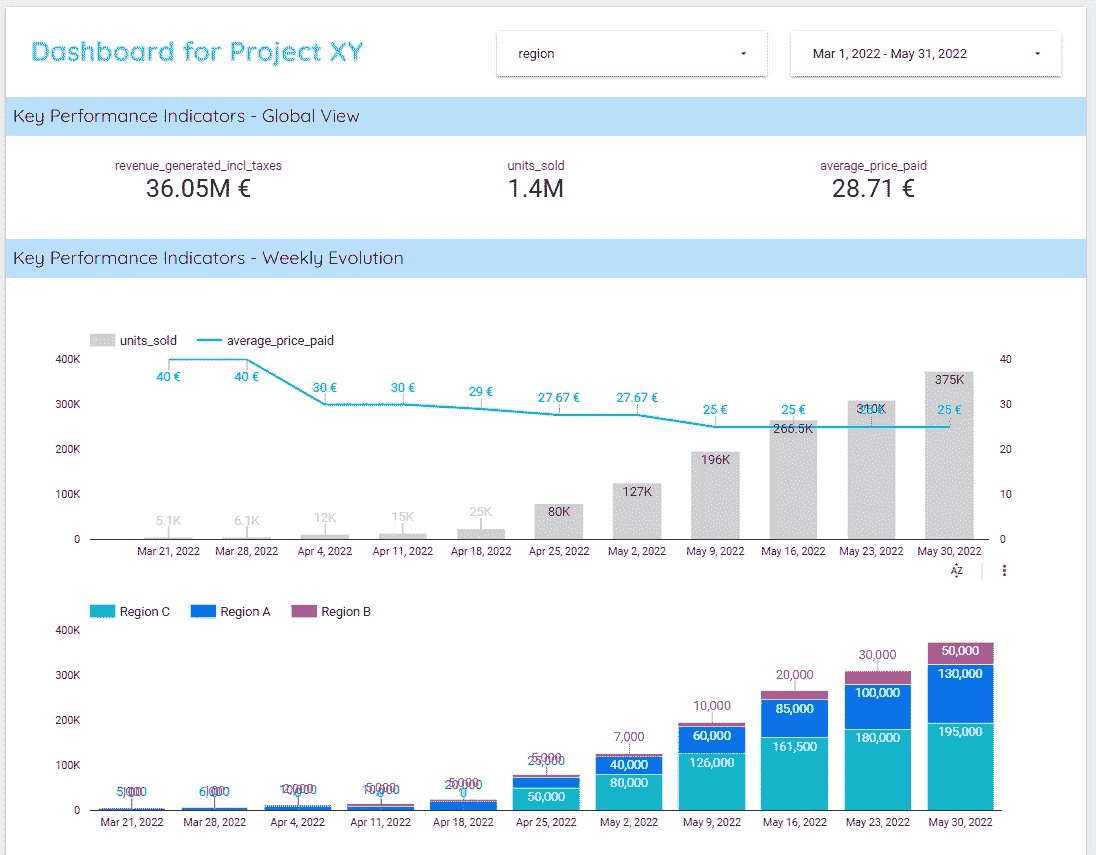 Dashboard for Project XY
region
Mar 1, 2022 - May 31, 2022
Key Performance Indicators - Global View
revenue_generated_incl_taxes
units_sold
average_price_paid
36.05M €
1.4M
28.71 €
Key Performance Indicators - Weekly Evolution
units_sold
average_price_paid
400K
300K
200K
100K
0
40
30
20
10
0
40 €
40 €
30 €
30 €
29 €
27.67 €
27.67 €
25 €
25 €
25 €
5.1K
6.1K
12K
15K
25K
80K
127K
196K
266.5K
310K
375K
Mar 21, 2022
Mar 28, 2022
Apr 4, 2022
Apr 11, 2022
Apr 18, 2022
Apr 25, 2022
May 2, 2022
May 9, 2022
May 16, 2022
May 23, 2022
May 30, 2022
AZ
Region C
Region A
Region B
400K
300K
200K
100K
0
5,000
6,000
20,000
5,000
25,000
5,000
50,000
7,000
40,000
80,000
10,000
60,000
126,000
20,000
85,000
161,500
30,000
100,000
180,000
50,000
130,000
195,000
Mar 21, 2022
Mar 28, 2022
Apr 4, 2022
Apr 11, 2022
Apr 18, 2022
Apr 25, 2022
May 2, 2022
May 9, 2022
May 16, 2022
May 23, 2022
May 30, 2022